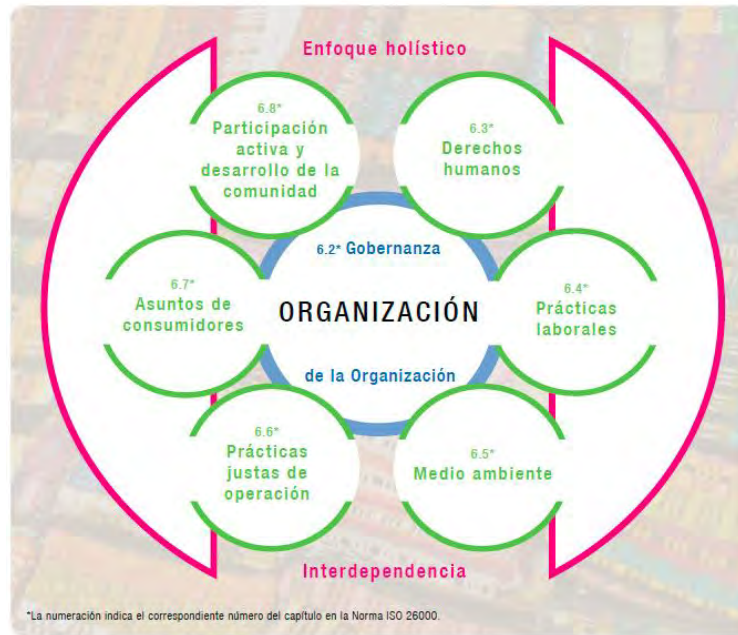 Enfoque holístico
6.8*
Participación
activa y
desarrollo de la
comunidad
6.3*
Derechos
humanos
6.2* Gobernanza
6.7*
Asuntos de
consumidores
ORGANIZACIÓN
6.4*
Prácticas
laborales
de la Organización
6.6*
Prácticas
justas de
operación
6.5*
Medio ambiente
Interdependencia
*La numeración indica el correspondiente número del capítulo en la Norma ISO 26000.